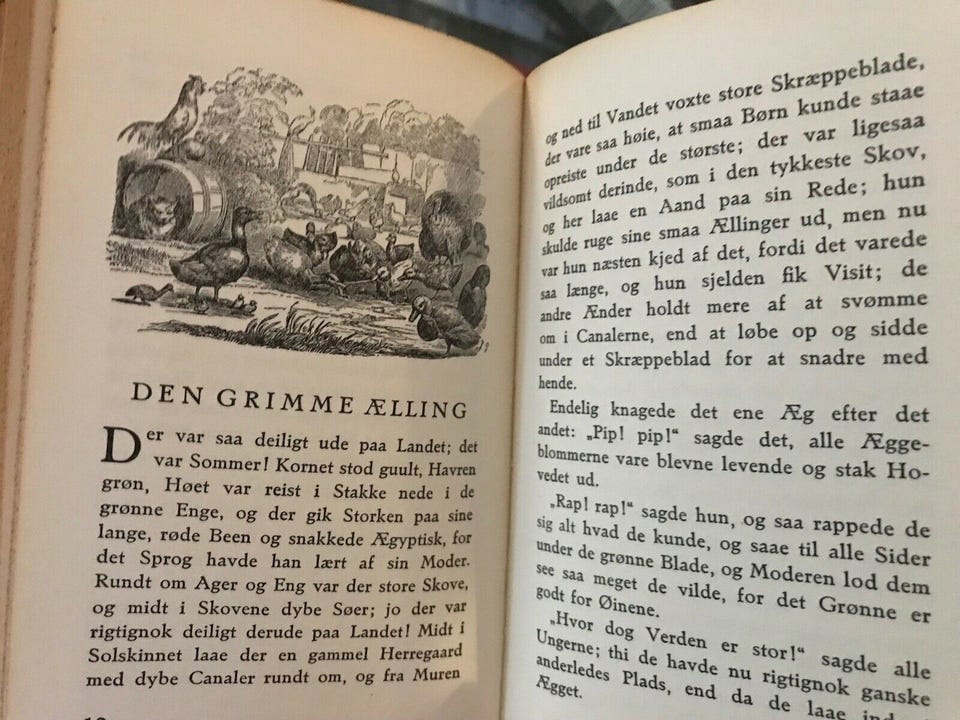 DEN GRIMME ÆLLING
Der var saa deiligt ude paa Landet; det
var Sommer! Kornet stod guult, Havren
grøn, Høet var reist i Stakke nede i de
grønne Enge, og der gik Storken paa sine
lange, røde Been og snakkede Ægyptisk, for
det Sprog havde han lært af sin Moder.
Rundt om Ager og Eng var der store Skove,
og midt i Skovene dybe Søer; jo der var
rigtignok deiligt derude paa Landet! Midt i
Solskinnet laae der en gammel Herregaard
med dybe Canaler rundt om, og fra Muren
og ned til Vandet voxte store Skræppeblade,
der vare saa høie, at smaa Børn kunde staae
opreiste under de største; der var ligesaa
vildsomt derinde, som i den tykkeste Skov,
og her laae en Aand paa sin Rede; hun
skulde ruge sine smaa Ællinger ud, men nu
var hun næsten kjed af det, fordi det varede
saa længe, og hun sjelden fik Visit; de
andre Ænder holdt mere af at svømme
om i Canalerne, end at løbe op og sidde
under et Skræppeblad for at snadre med
hende.
Endelig knagede det ene Æg efter det
andet: „Pip! pip!“ sagde det, alle Ægge-
blommerne vare blevne levende og stak Ho-
vedet ud.
„Rap! rap!“ sagde hun, og saa rappede de
sig alt hvad de kunde, og saae til alle Sider
under de grønne Blade, og Moderen lod dem
see saa meget de vilde, for det Grønne er
godt for Øinene.
„Hvor dog Verden er stor!“ sagde alle
Ungerne; thi de havde nu rigtignok ganske
anderledes Plads, end da de laae
Ægget.